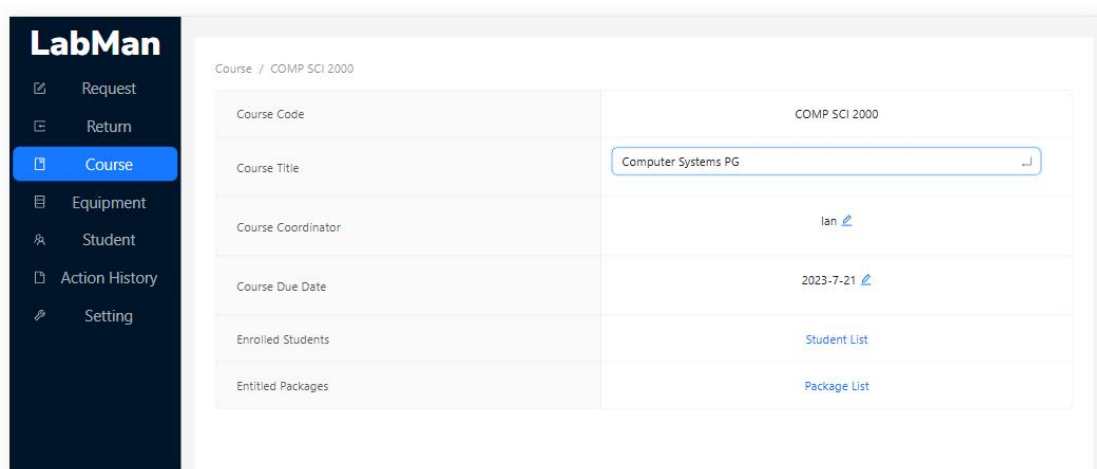 LabMan
Request
Return
Course
Equipment
Student
Action History
Setting
Course / COMP SCI 2000
Course Code COMP SCI 2000
Course Title Computer Systems PG
Course Coordinator Ian
Course Due Date 2023-7-21
Enrolled Students Student List
Entitled Packages Package List